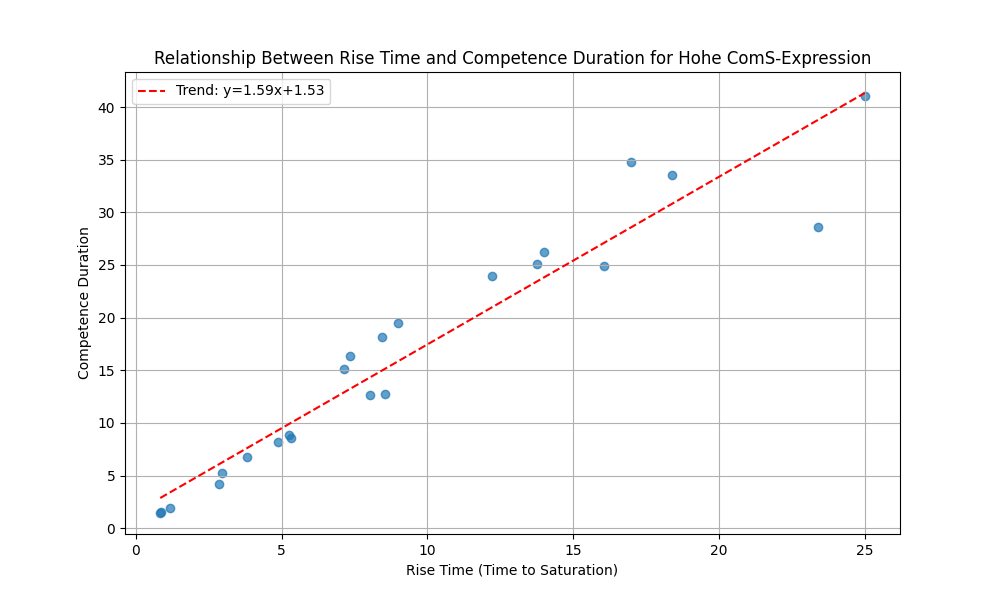 Relationship Between Rise Time and Competence Duration for Hohe ComS-Expression
Trend: y=1.59x+1.53
Competence Duration
40
35
30
25
20
15
10
5
0
0 5 10 15 20 25
Rise Time (Time to Saturation)